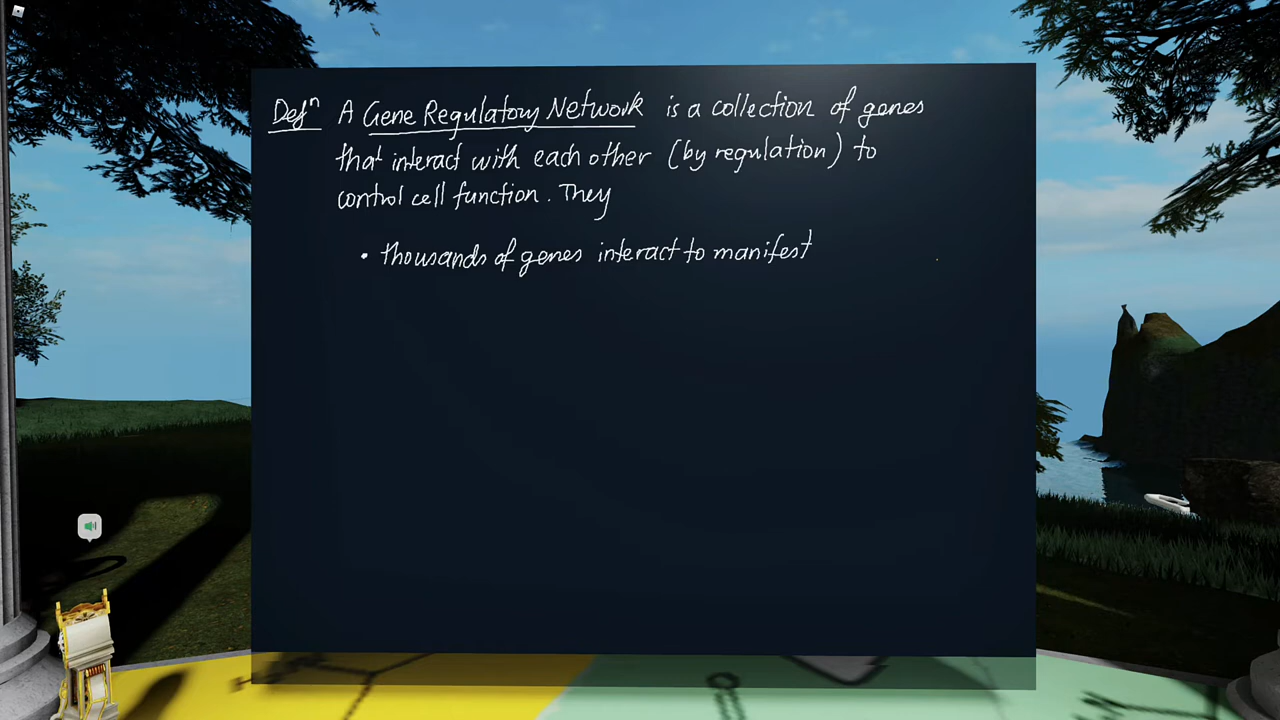 Defⁿ A Gene Regulatory Network is a collection of genes
that interact with each other (by regulation) to
control cell function. They
• thousands of genes interact to manifest